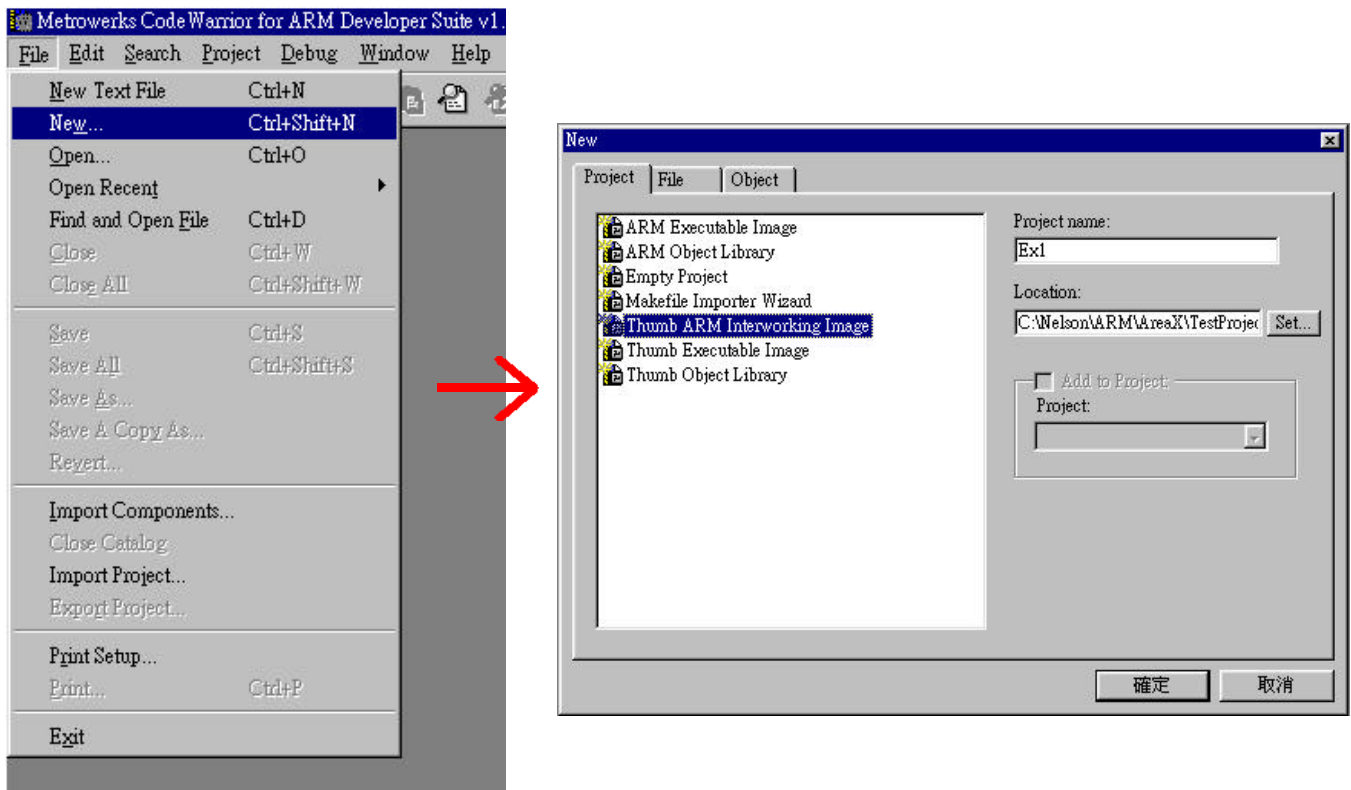 Metrowerks CodeWarrior for ARM Developer Suite v1.
File Edit Search Project Debug Window Help
New Text File Ctrl+N
New... Ctrl+Shift+N
Open... Ctrl+O
Open Recent
Find and Open File Ctrl+D
Close Ctrl+W
Close All Ctrl+Shift+W
Save Ctrl+S
Save All Ctrl+Shift+S
Save As...
Save A Copy As...
Revert...
Import Components...
Close Catalog
Import Project...
Export Project...
Print Setup...
Print... Ctrl+P
Exit
New
Project File Object
ARM Executable Image
ARM Object Library
Empty Project
Makefile Importer Wizard
Thumb ARM Interworking Image
Thumb Executable Image
Thumb Object Library
Project name:
Ex1
Location:
C:\Nelson\ARM\AreaX\TestProjec Set...
Add to Project:
Project:
確定 取消